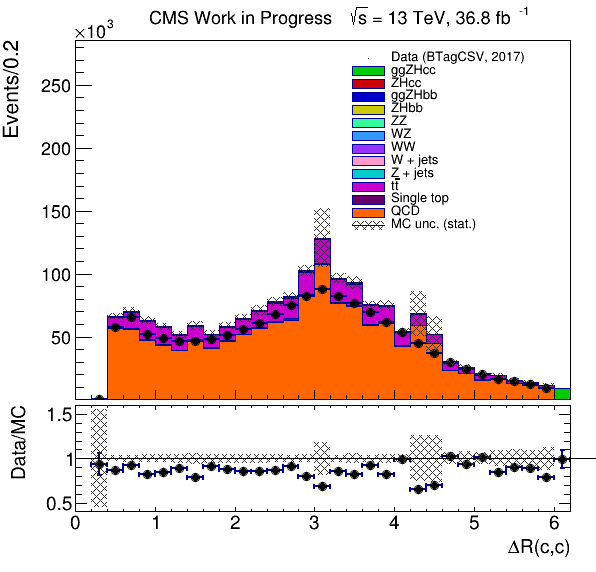 CMS Work in Progress √s = 13 TeV, 36.8 fb⁻¹
×10³
Events/0.2
250
200
150
100
50
Data (BTagCSV, 2017)
ggZHcc
ZHcc
ggZHbb
ZHbb
ZZ
WZ
WW
W + jets
Z + jets
tt̅
Single top
QCD
MC unc. (stat.)
Data/MC
1.5
1
0.5
0 1 2 3 4 5 6
ΔR(c,c)